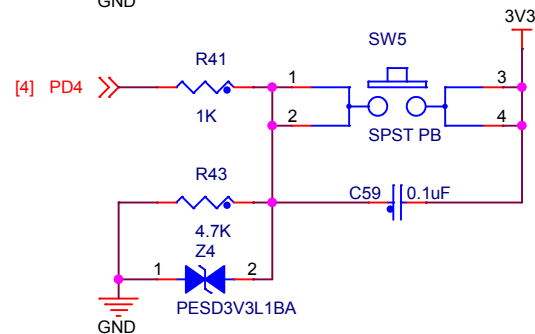 GND
3V3
SW5
R41
[4] PD4
1
3
1K
2
4
SPST PB
R43
C59
0.1uF
4.7K
Z4
1
2
PESD3V3L1BA
GND